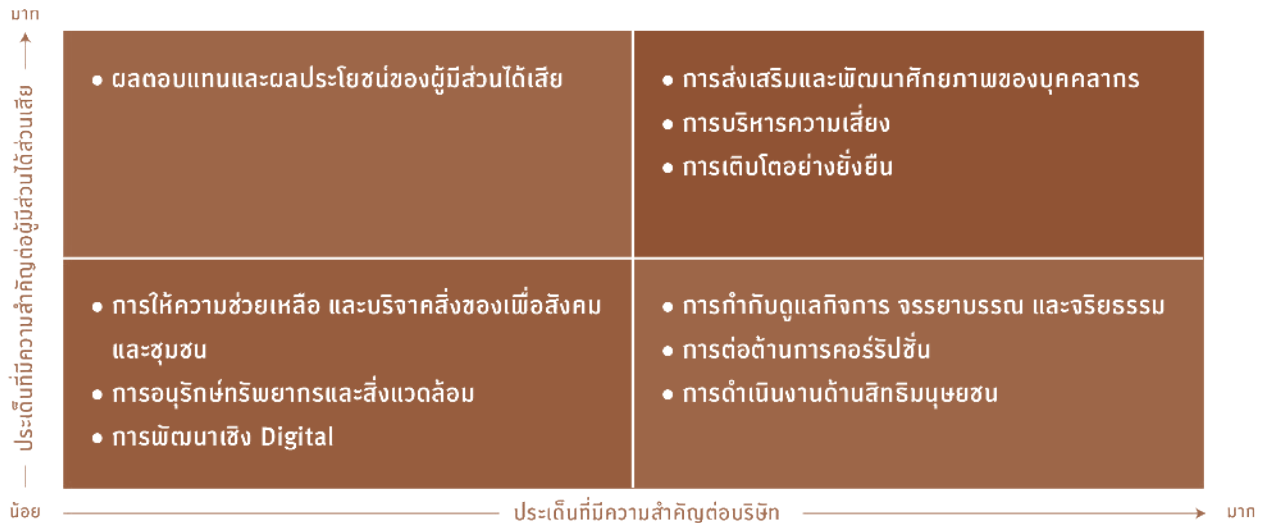 มาก
ประเด็นที่มีความสำคัญต่อผู้มีส่วนได้ส่วนเสีย
• ผลตอบแทนและผลประโยชน์ของผู้มีส่วนได้เสีย
• การส่งเสริมและพัฒนาศักยภาพของบุคคลากร
• การบริหารความเสี่ยง
• การเติบโตอย่างยั่งยืน
• การให้ความช่วยเหลือ และบริจาคสิ่งของเพื่อสังคม
และชุมชน
• การอนุรักษ์ทรัพยากรและสิ่งแวดล้อม
• การพัฒนาเชิง Digital
• การกำกับดูแลกิจการ จรรยาบรรณ และจริยธรรม
• การต่อต้านการคอร์รัปชั่น
• การดำเนินงานด้านสิทธิมนุษยชน
น้อย
ประเด็นที่มีความสำคัญต่อบริษัท
มาก